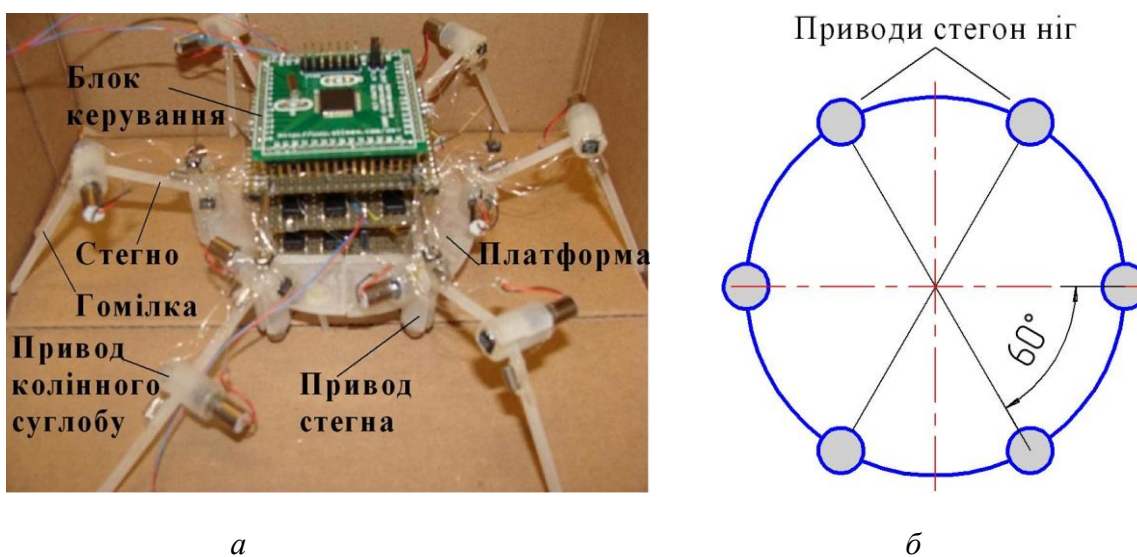 Блок
керування
Стегно
Гомілка
Привод
колінного
суглобу
Платформа
Привод
стегна
Приводи стегон ніг
60°
а
б